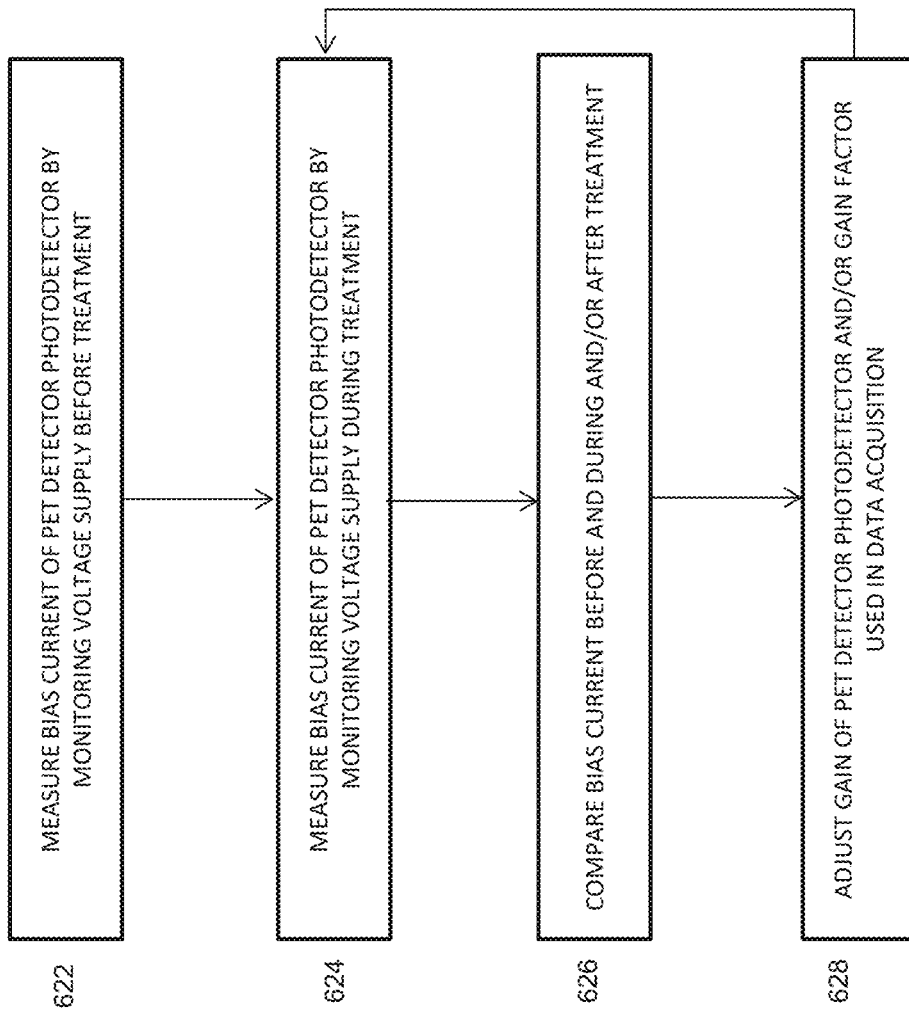 622
MEASURE BIAS CURRENT OF PET DETECTOR PHOTODETECTOR BY
MONITORING VOLTAGE SUPPLY BEFORE TREATMENT
624
MEASURE BIAS CURRENT OF PET DETECTOR PHOTODETECTOR BY
MONITORING VOLTAGE SUPPLY DURING TREATMENT
626
COMPARE BIAS CURRENT BEFORE AND DURING AND/OR AFTER TREATMENT
628
ADJUST GAIN OF PET DETECTOR PHOTODETECTOR AND/OR GAIN FACTOR
USED IN DATA ACQUISITION